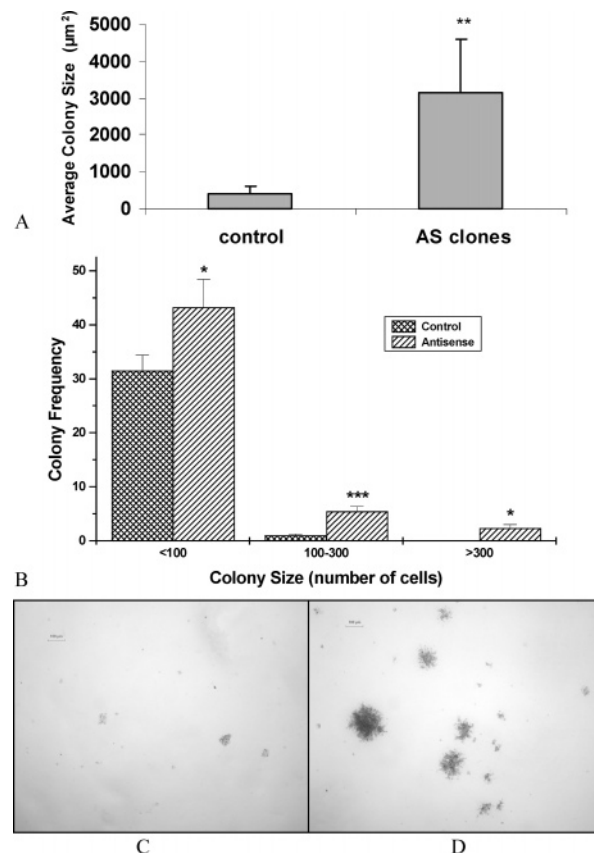 Average Colony Size (µm²)
5000
4000
3000
2000
1000
0
**
control
AS clones
A
Colony Frequency
50
40
30
20
10
0
*
***
*
Control
Antisense
<100
100-300
>300
Colony Size (number of cells)
B
C
D